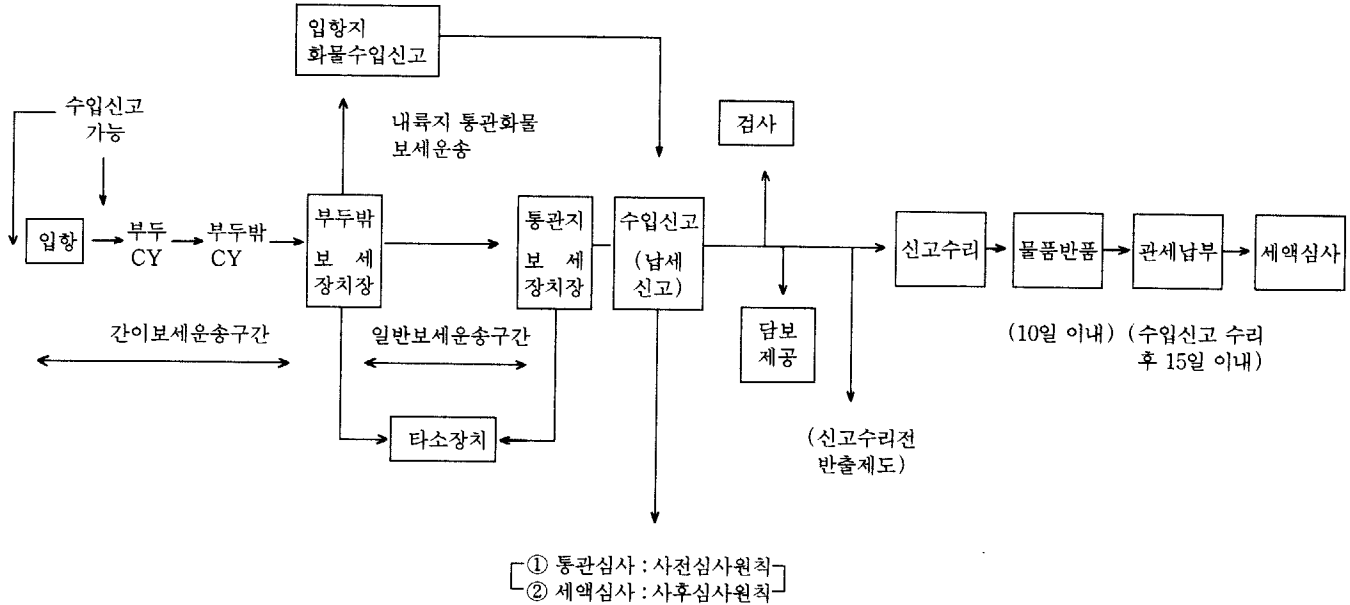 입항지
화물수입신고
수입신고
가능
내륙지 통관화물
보세운송
검사
입항
부두
CY
부두밖
CY
부두밖
보 세
장치장
통관지
보 세
장치장
수입신고
(납세
신고)
신고수리
물품반품
관세납부
세액심사
간이보세운송구간
일반보세운송구간
담보
제공
(10일 이내)
(수입신고 수리
후 15일 이내)
타소장치
(신고수리전
반출제도)
① 통관심사 : 사전심사원칙
② 세액심사 : 사후심사원칙